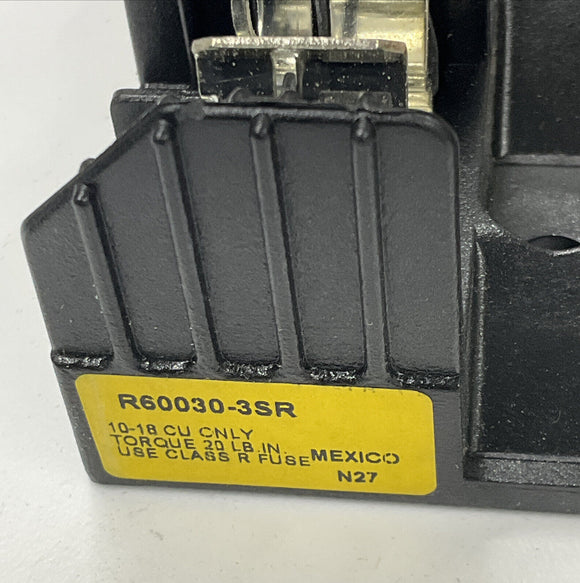 R60030-3SR
10-18 CU CNLY
TORQUE 20 LB.IN.
USE CLASS R FUSE MEXICO
N27